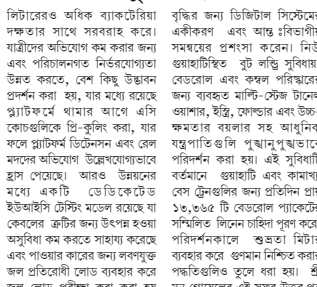 লিটারেরও অধিক ব্যাকটেরিয়া
দক্ষতার সাথে সরবরাহ করে।
যাত্রীদের অভিযোগ কম করার জন্য
এবং পরিচালনগত নির্ভরযোগ্যতা
উন্নত করতে, বেশ কিছু উদ্ভাবন
প্রদর্শন করা হয়, যার মধ্যে রয়েছে
প্ল্যাটফর্মে থামার আগে এসি
কোচগুলিকে প্রি-কুলিং করা, যার
ফলে প্ল্যটফর্ম ডিটেনসন এবং রেল
মদদের অভিযোগ উল্লেখযোগ্যভাবে
হ্রাস পেয়েছে। আরও উন্নয়নের
মধ্যে একটি ডেডিকেটেড
ইউআইসি টেস্টিং মডেল রয়েছে যা
কেবলের ত্রুটির জন্য উৎপন্ন হওয়া
অসুবিধা কম করতে সাহায্য করেছে
এবং পাওয়ার কারের জন্য লবণযুক্ত
জল প্রতিরোধী লোড ব্যবহার করে
বৃদ্ধির জন্য ডিজিটাল সিস্টেমের
একীকরণ এবং আন্তঃবিভাগীয়
সমন্বয়ের প্রশংসা করেন। নিউ
গুয়াহাটিস্থিত বুট লন্ড্রি সুবিধায়
বেডরোল এবং কম্বল পরিষ্কারের
জন্য ব্যবহৃত মাল্টি-স্টেজ টানেল
ওয়াশার, ইস্ত্রি, ফোল্ডার এবং উচ্চ-
ক্ষমতার বয়লার সহ আধুনিক
যন্ত্রপাতিগুলি পুঙ্খানুপুঙ্খভাবে
পরিদর্শন করা হয়। এই সুবিধাটি
বর্তমানে গুয়াহাটি এবং কামাখ্যা
বেস ট্রেনগুলির জন্য প্রতিদিন প্রায়
১৩,৩৬৫ টি বেডরোল প্যাকেটের
সম্মিলিত লিনেন চাহিদা পূরণ করে।
পরিদর্শনকালে শুভ্রতা মিটার
ব্যবহার করে গুণমান নিশ্চিত করার
পদ্ধতিগুলিও তুলে ধরা হয়। শ্রী